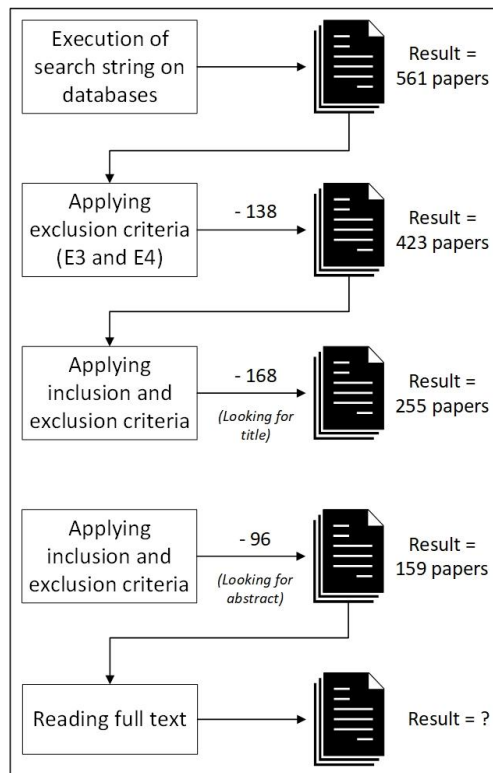 Execution of
search string on
databases
Result =
561 papers
Applying
exclusion criteria
(E3 and E4)
- 138
Result =
423 papers
Applying
inclusion and
exclusion criteria
- 168
(Looking for
title)
Result =
255 papers
Applying
inclusion and
exclusion criteria
- 96
(Looking for
abstract)
Result =
159 papers
Reading full text
Result = ?